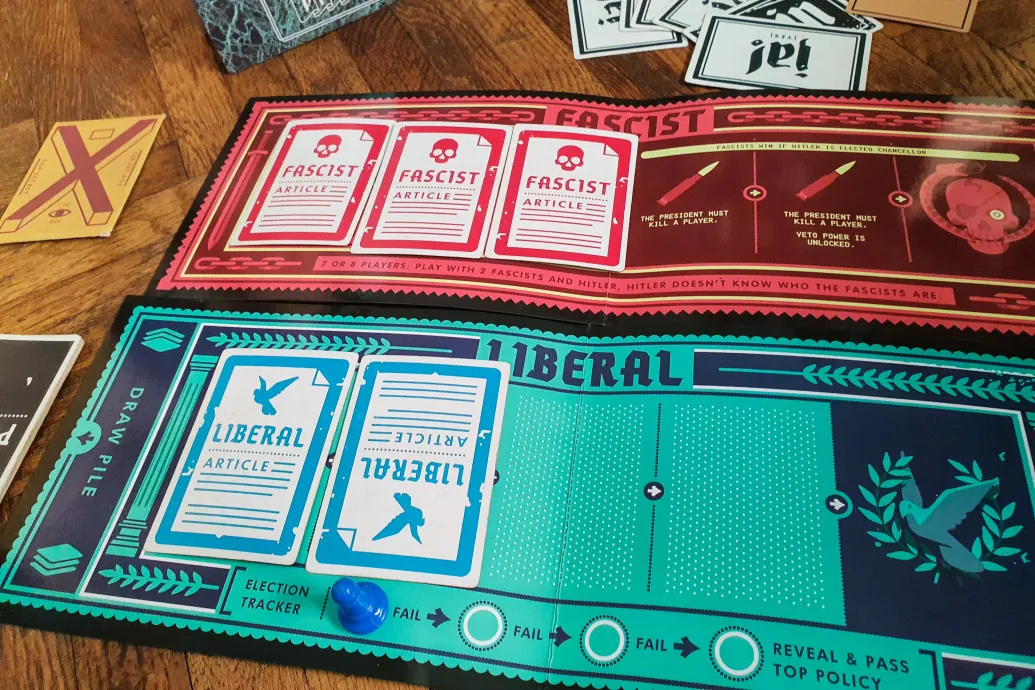 ja!
(YES)
FASCIST
FASCISTS WIN IF HITLER IS ELECTED CHANCELLOR
FASCIST
ARTICLE
FASCIST
ARTICLE
FASCIST
ARTICLE
THE PRESIDENT MUST
KILL A PLAYER.
THE PRESIDENT MUST
KILL A PLAYER.
VETO POWER IS
UNLOCKED.
7 OR 8 PLAYERS: PLAY WITH 2 FASCISTS AND HITLER. HITLER DOESN'T KNOW WHO THE FASCISTS ARE.
LIBERAL
DRAW PILE
LIBERAL
ARTICLE
LIBERAL
ARTICLE
ELECTION
TRACKER
FAIL
FAIL
FAIL
REVEAL & PASS
TOP POLICY